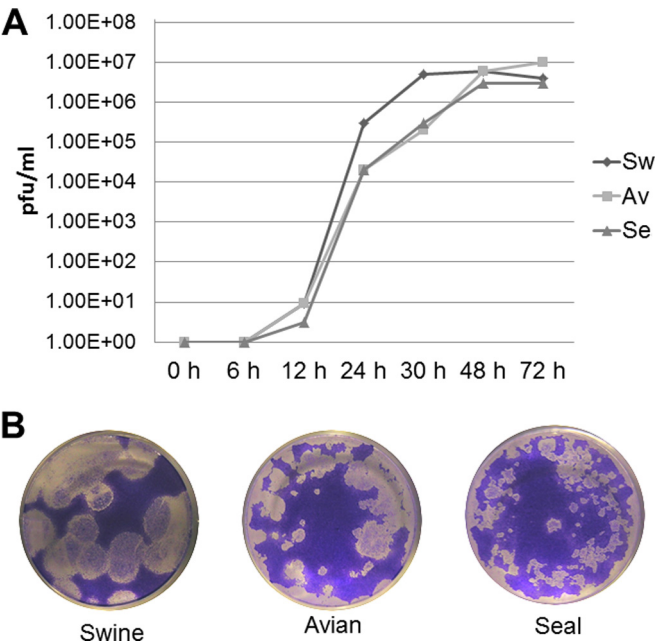 A
1.00E+08
1.00E+07
1.00E+06
1.00E+05
1.00E+04
1.00E+03
1.00E+02
1.00E+01
1.00E+00
pfu/ml
0 h 6 h 12 h 24 h 30 h 48 h 72 h
Sw
Av
Se
B
Swine Avian Seal